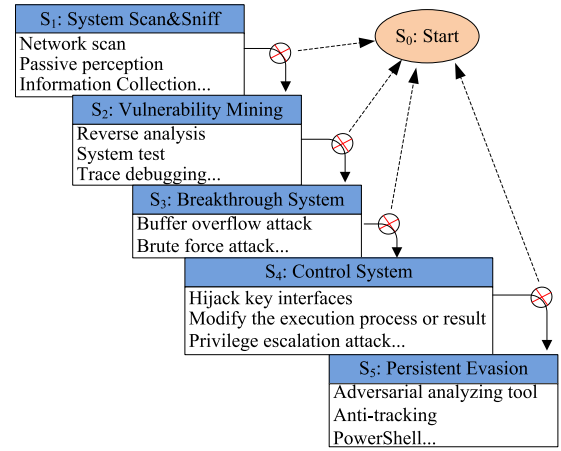 S₁: System Scan&Sniff
Network scan
Passive perception
Information Collection...
S₀: Start
S₂: Vulnerability Mining
Reverse analysis
System test
Trace debugging...
S₃: Breakthrough System
Buffer overflow attack
Brute force attack...
S₄: Control System
Hijack key interfaces
Modify the execution process or result
Privilege escalation attack...
S₅: Persistent Evasion
Adversarial analyzing tool
Anti-tracking
PowerShell...